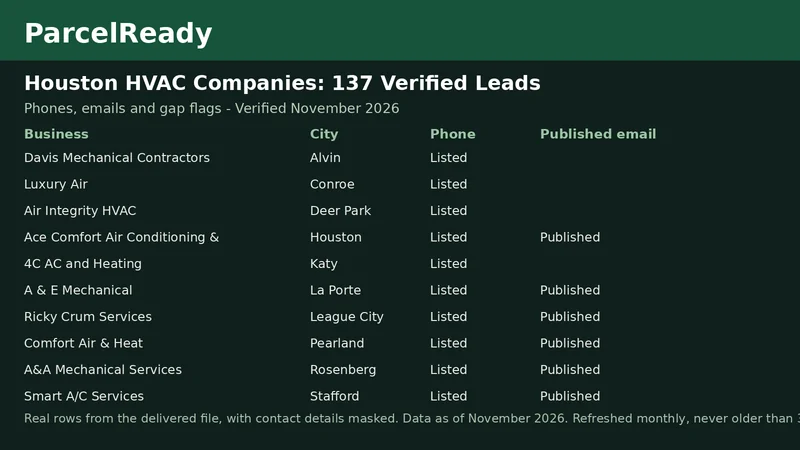 ParcelReady
Houston HVAC Companies: 137 Verified Leads
Phones, emails and gap flags - Verified November 2026
Business City Phone Published email
Davis Mechanical Contractors Alvin Listed
Luxury Air Conroe Listed
Air Integrity HVAC Deer Park Listed
Ace Comfort Air Conditioning & Houston Listed Published
4C AC and Heating Katy Listed
A & E Mechanical La Porte Listed Published
Ricky Crum Services League City Listed Published
Comfort Air & Heat Pearland Listed Published
A&A Mechanical Services Rosenberg Listed Published
Smart A/C Services Stafford Listed Published
Real rows from the delivered file, with contact details masked. Data as of November 2026. Refreshed monthly, never older than